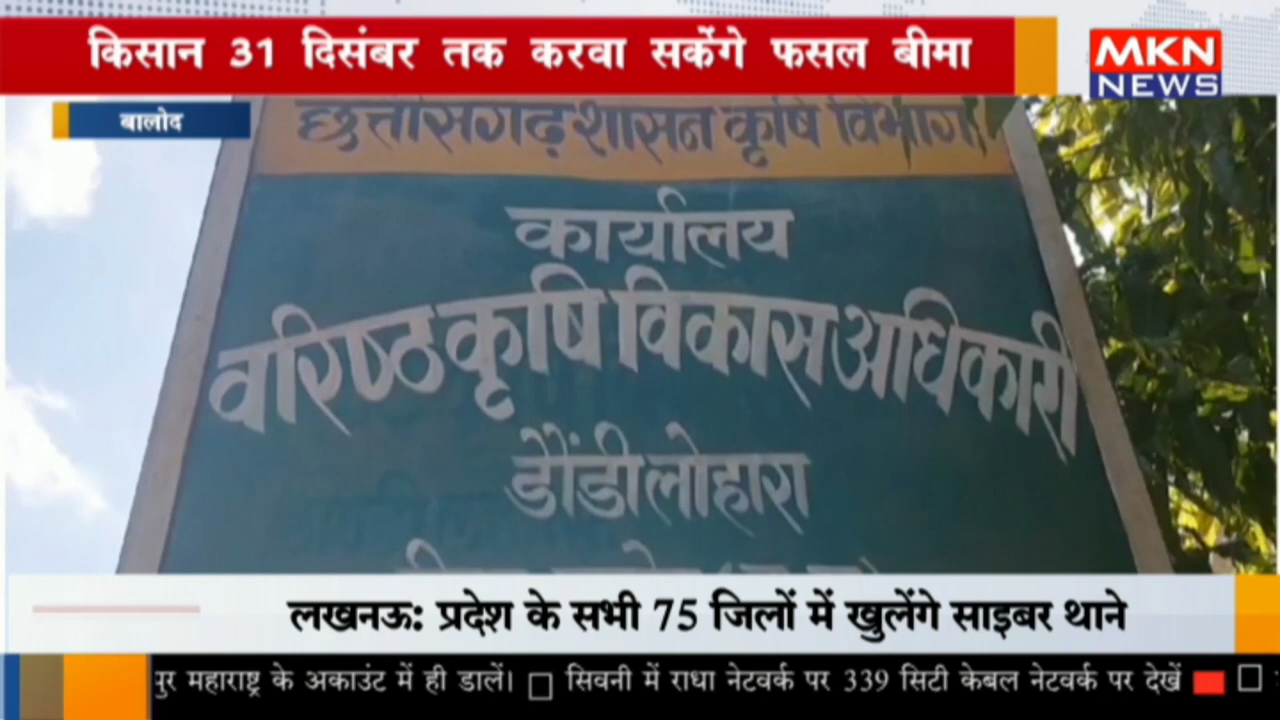 किसान 31 दिसंबर तक करवा सकेंगे फसल बीमा
MKN
NEWS
बालोद
छत्तीसगढ़ शासन कृषि विभाग
कार्यालय
वरिष्ठ कृषि विकास अधिकारी
डौंडी लोहारा
लखनऊ: प्रदेश के सभी 75 जिलों में खुलेंगे साइबर थाने
पुर महाराष्ट्र के अकाउंट में ही डालें। सिवनी में राधा नेटवर्क पर 339 सिटी केबल नेटवर्क पर देखें